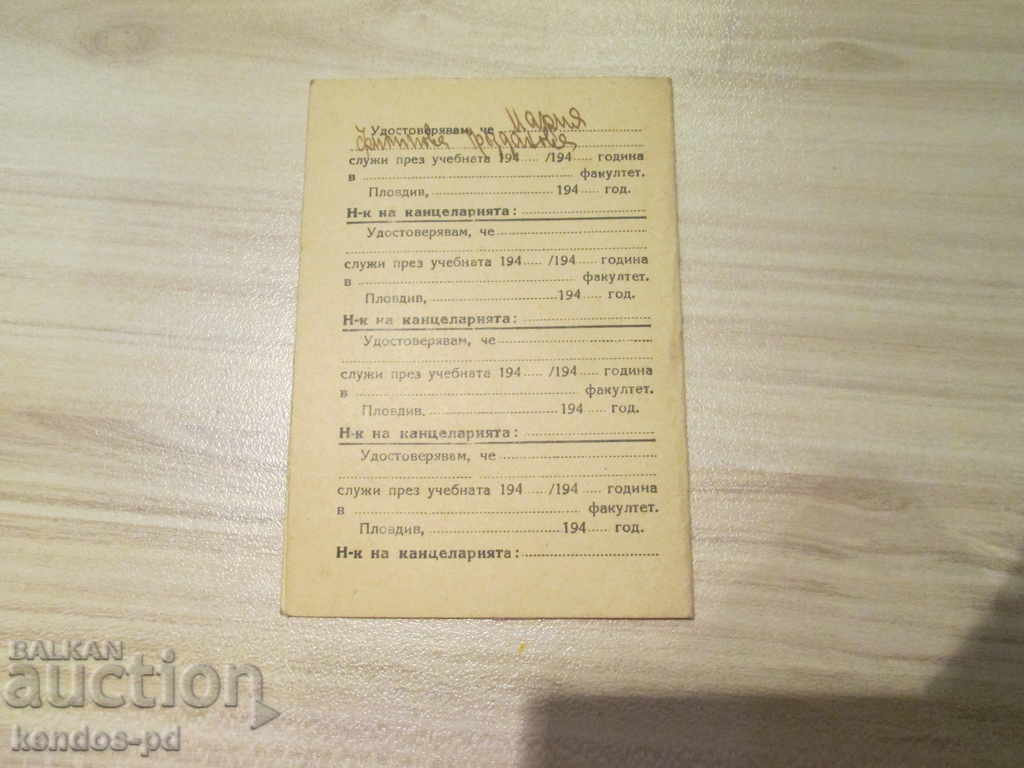 Удостоверявам, че Мария
Филипова
служи през учебната 194..... /194..... година
в ........................ факултет.
Пловдив, ........................ 194..... год.
Н-к на канцеларията: ........................
Удостоверявам, че ........................
........................
служи през учебната 194..... /194..... година
в ........................ факултет.
Пловдив, ........................ 194..... год.
Н-к на канцеларията: ........................
Удостоверявам, че ........................
........................
служи през учебната 194..... /194..... година
в ........................ факултет.
Пловдив. ........................ 194..... год.
Н-к на канцеларията: ........................
Удостоверявам, че ........................
........................
служи през учебната 194..... /194..... година
в ........................ факултет.
Пловдив, ........................ 194..... год.
Н-к на канцеларията: ........................
BALKAN
auction
kendos-pd